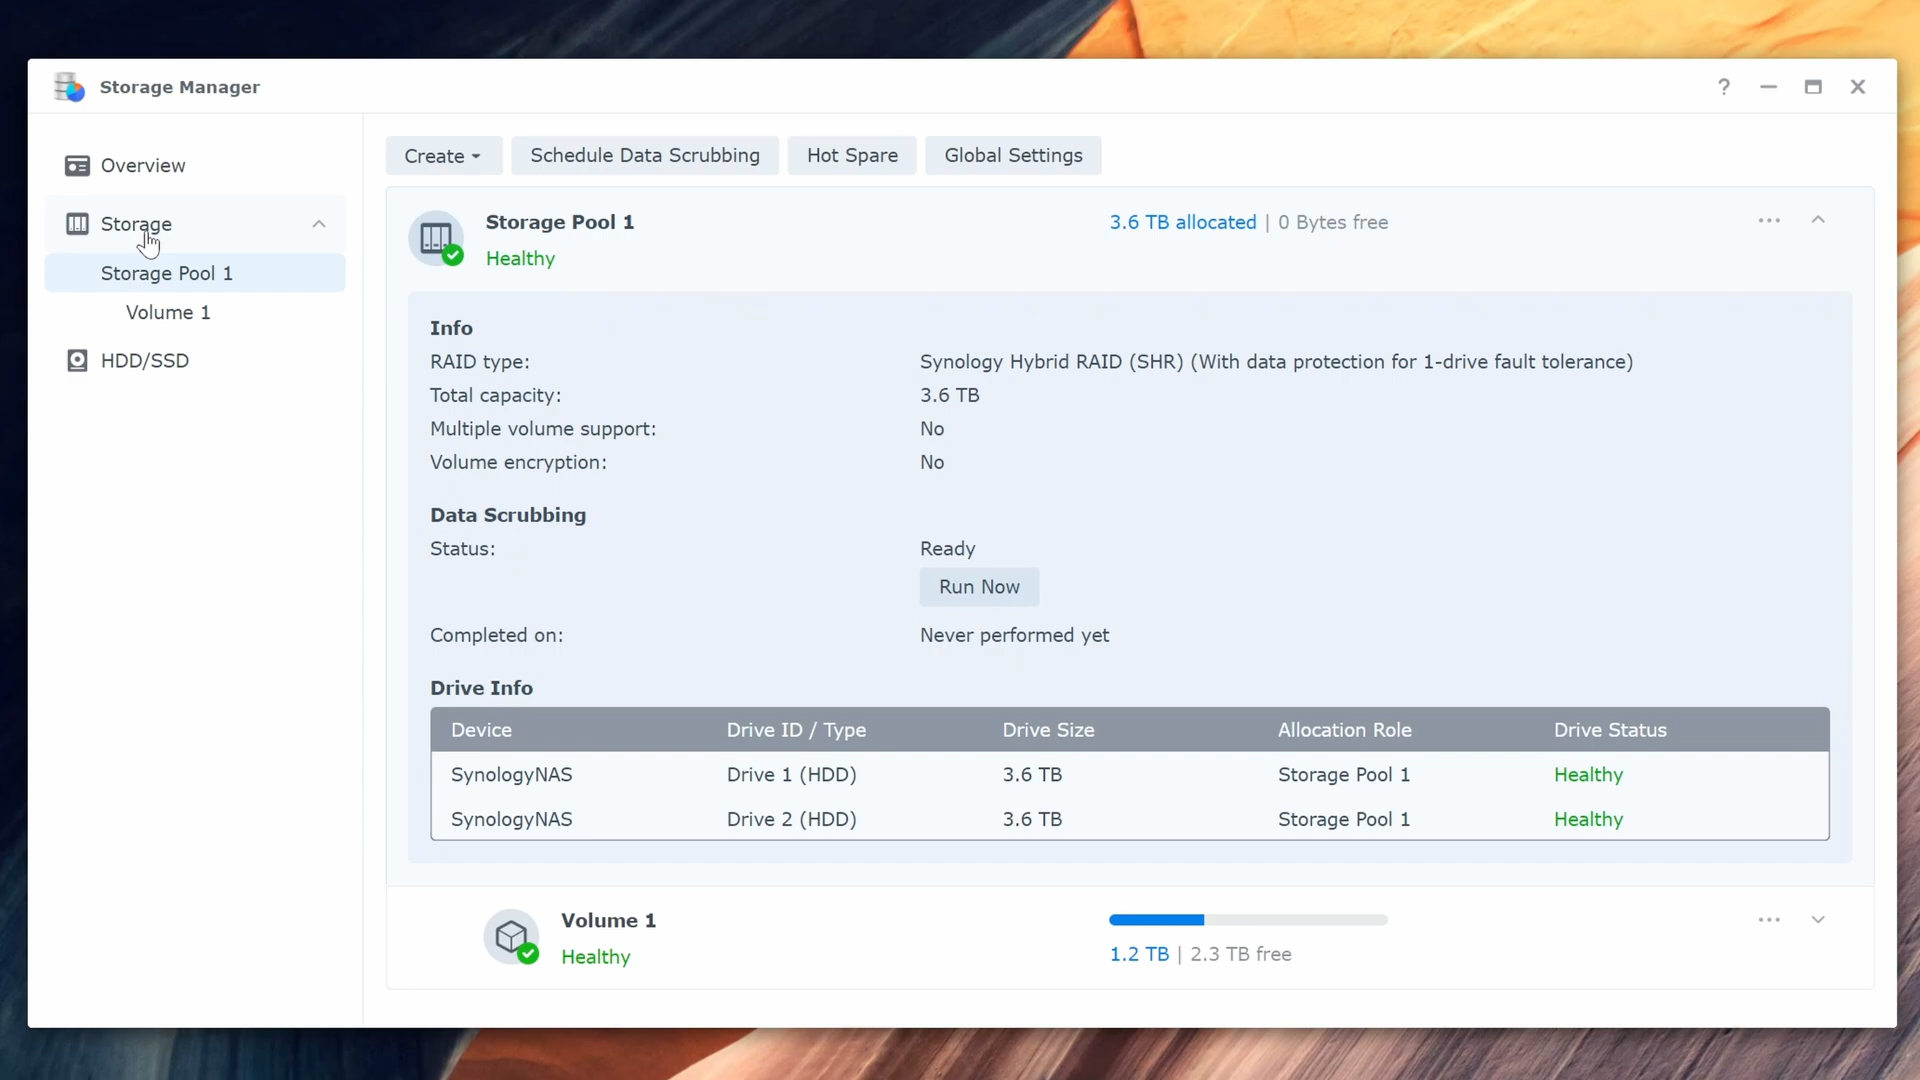 Storage Manager
?
Overview
Storage
Storage Pool 1
Volume 1
HDD/SSD
Create
Schedule Data Scrubbing
Hot Spare
Global Settings
Storage Pool 1
Healthy
3.6 TB allocated | 0 Bytes free
Info
RAID type: Synology Hybrid RAID (SHR) (With data protection for 1-drive fault tolerance)
Total capacity: 3.6 TB
Multiple volume support: No
Volume encryption: No
Data Scrubbing
Status: Ready
Run Now
Completed on: Never performed yet
Drive Info
Device Drive ID / Type Drive Size Allocation Role Drive Status
SynologyNAS Drive 1 (HDD) 3.6 TB Storage Pool 1 Healthy
SynologyNAS Drive 2 (HDD) 3.6 TB Storage Pool 1 Healthy
Volume 1
Healthy
1.2 TB | 2.3 TB free